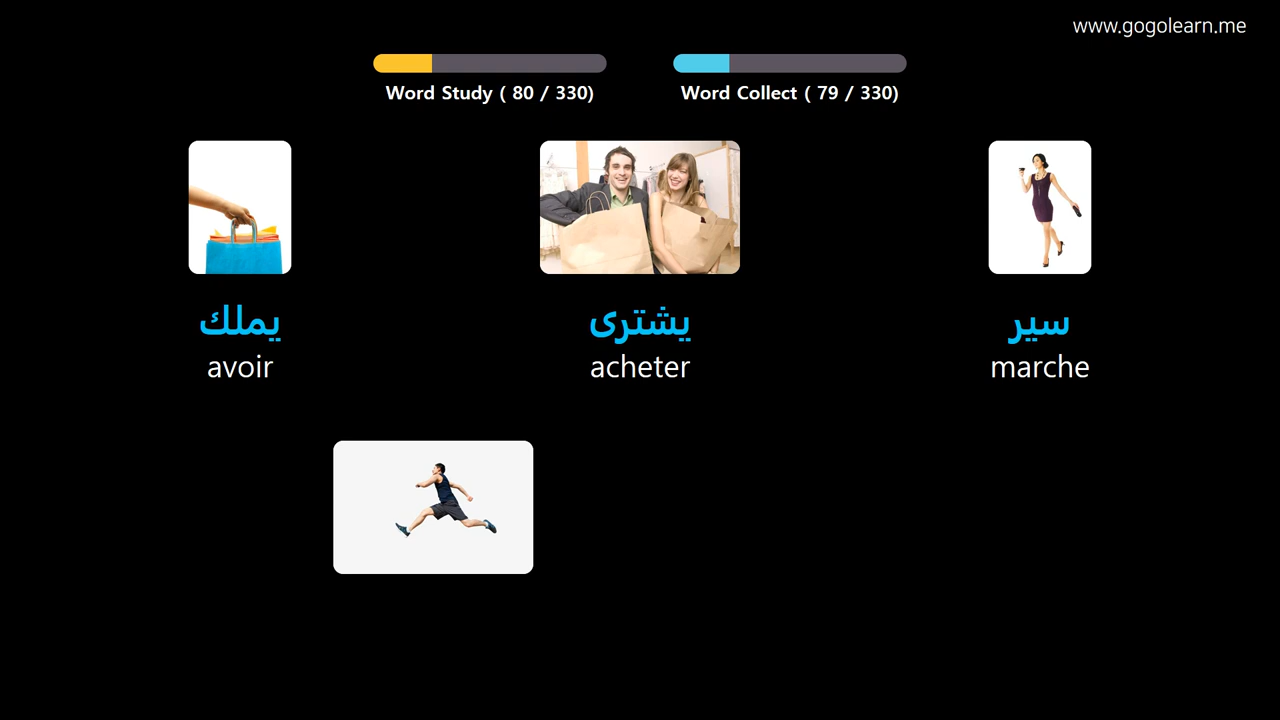 www.gogolearn.me
Word Study ( 80 / 330)
Word Collect ( 79 / 330)
يملك
avoir
يشترى
acheter
سير
marche